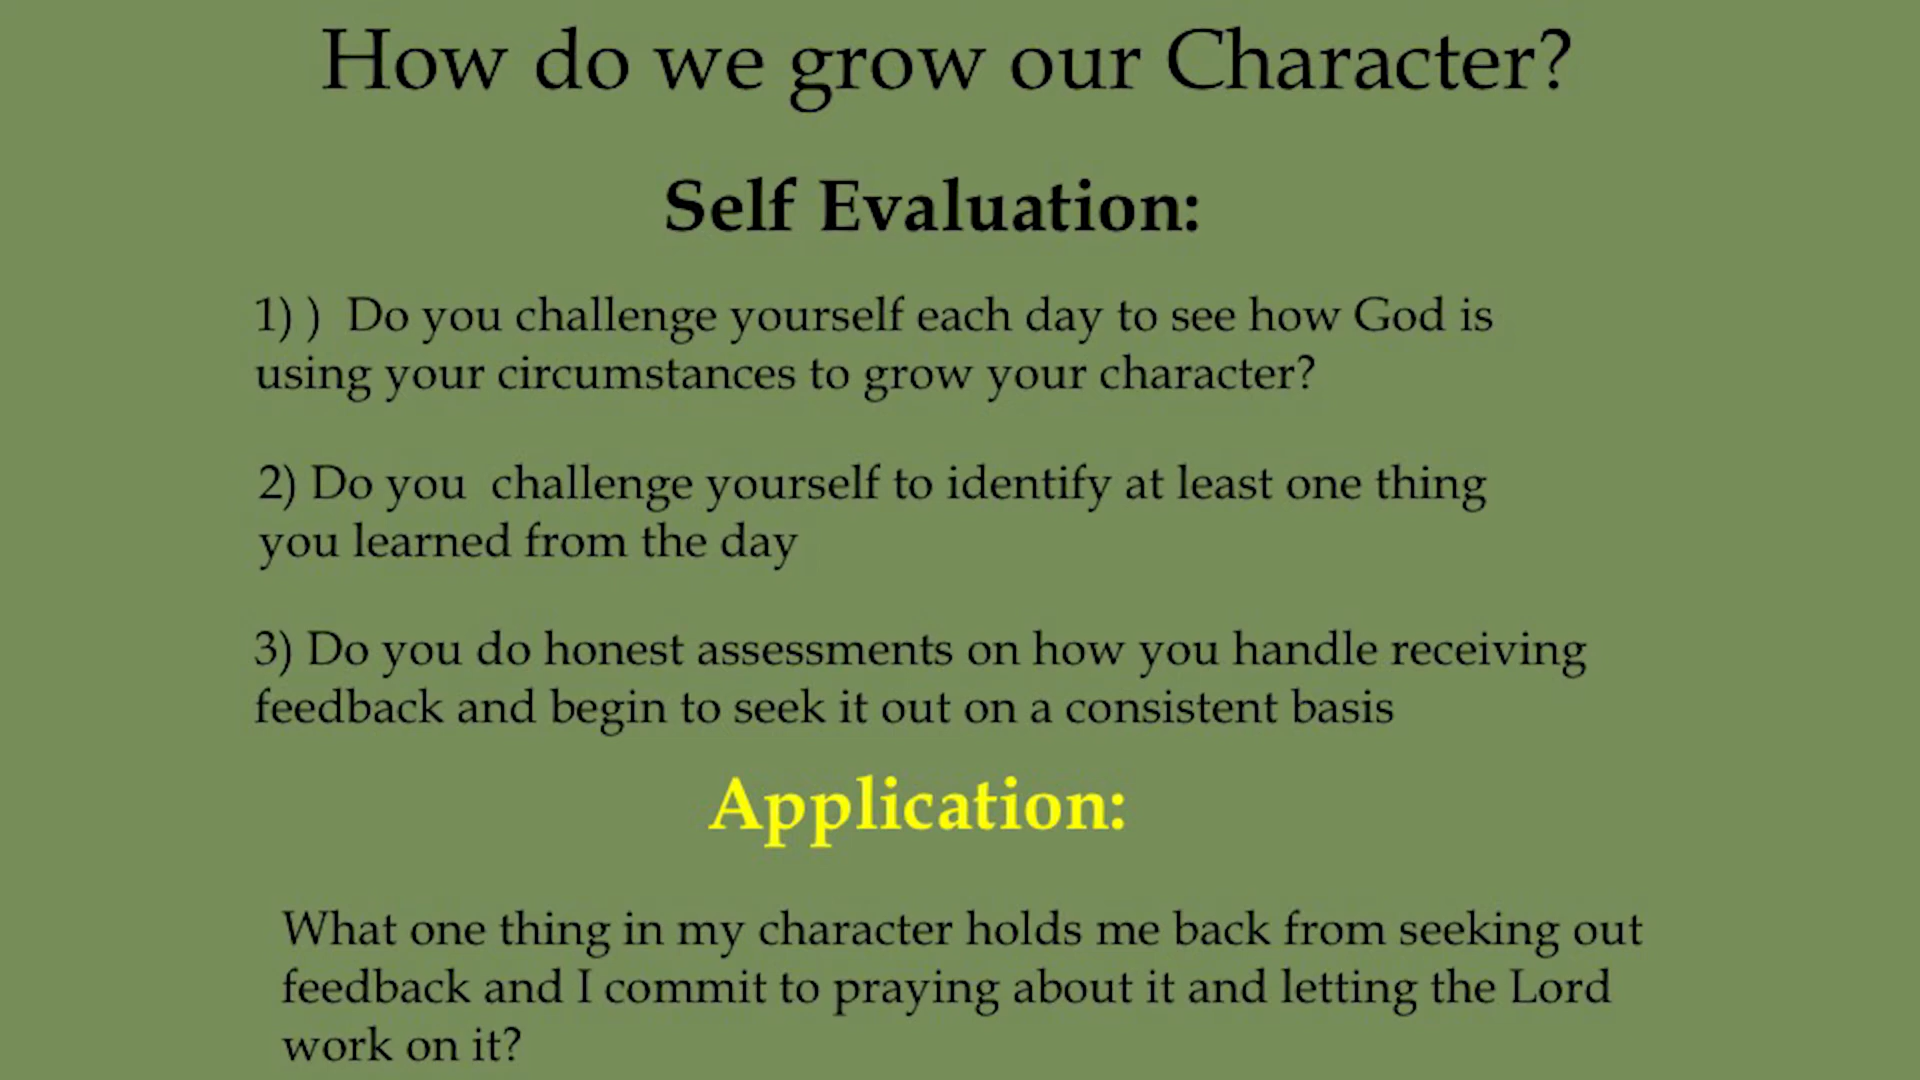 How do we grow our Character?
Self Evaluation:
1) )  Do you challenge yourself each day to see how God is
using your circumstances to grow your character?
2) Do you  challenge yourself to identify at least one thing
you learned from the day
3) Do you do honest assessments on how you handle receiving
feedback and begin to seek it out on a consistent basis
Application:
What one thing in my character holds me back from seeking out
feedback and I commit to praying about it and letting the Lord
work on it?